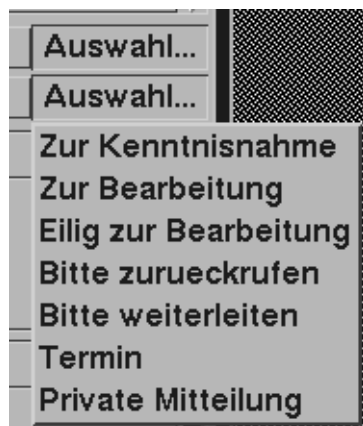 Auswahl...
Auswahl...
Zur Kenntnisnahme
Zur Bearbeitung
Eilig zur Bearbeitung
Bitte zurueckrufen
Bitte weiterleiten
Termin
Private Mitteilung